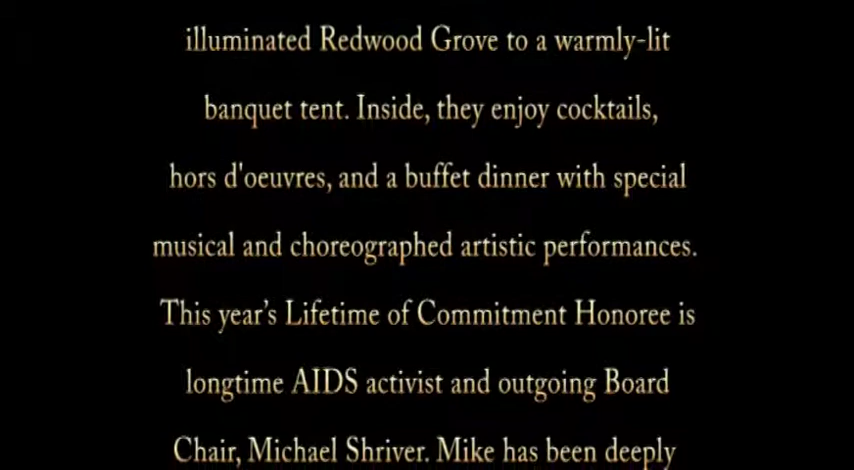 illuminated Redwood Grove to a warmly-lit
banquet tent. Inside, they enjoy cocktails,
hors d'oeuvres, and a buffet dinner with special
musical and choreographed artistic performances.
This year’s Lifetime of Commitment Honoree is
longtime AIDS activist and outgoing Board
Chair, Michael Shriver. Mike has been deeply